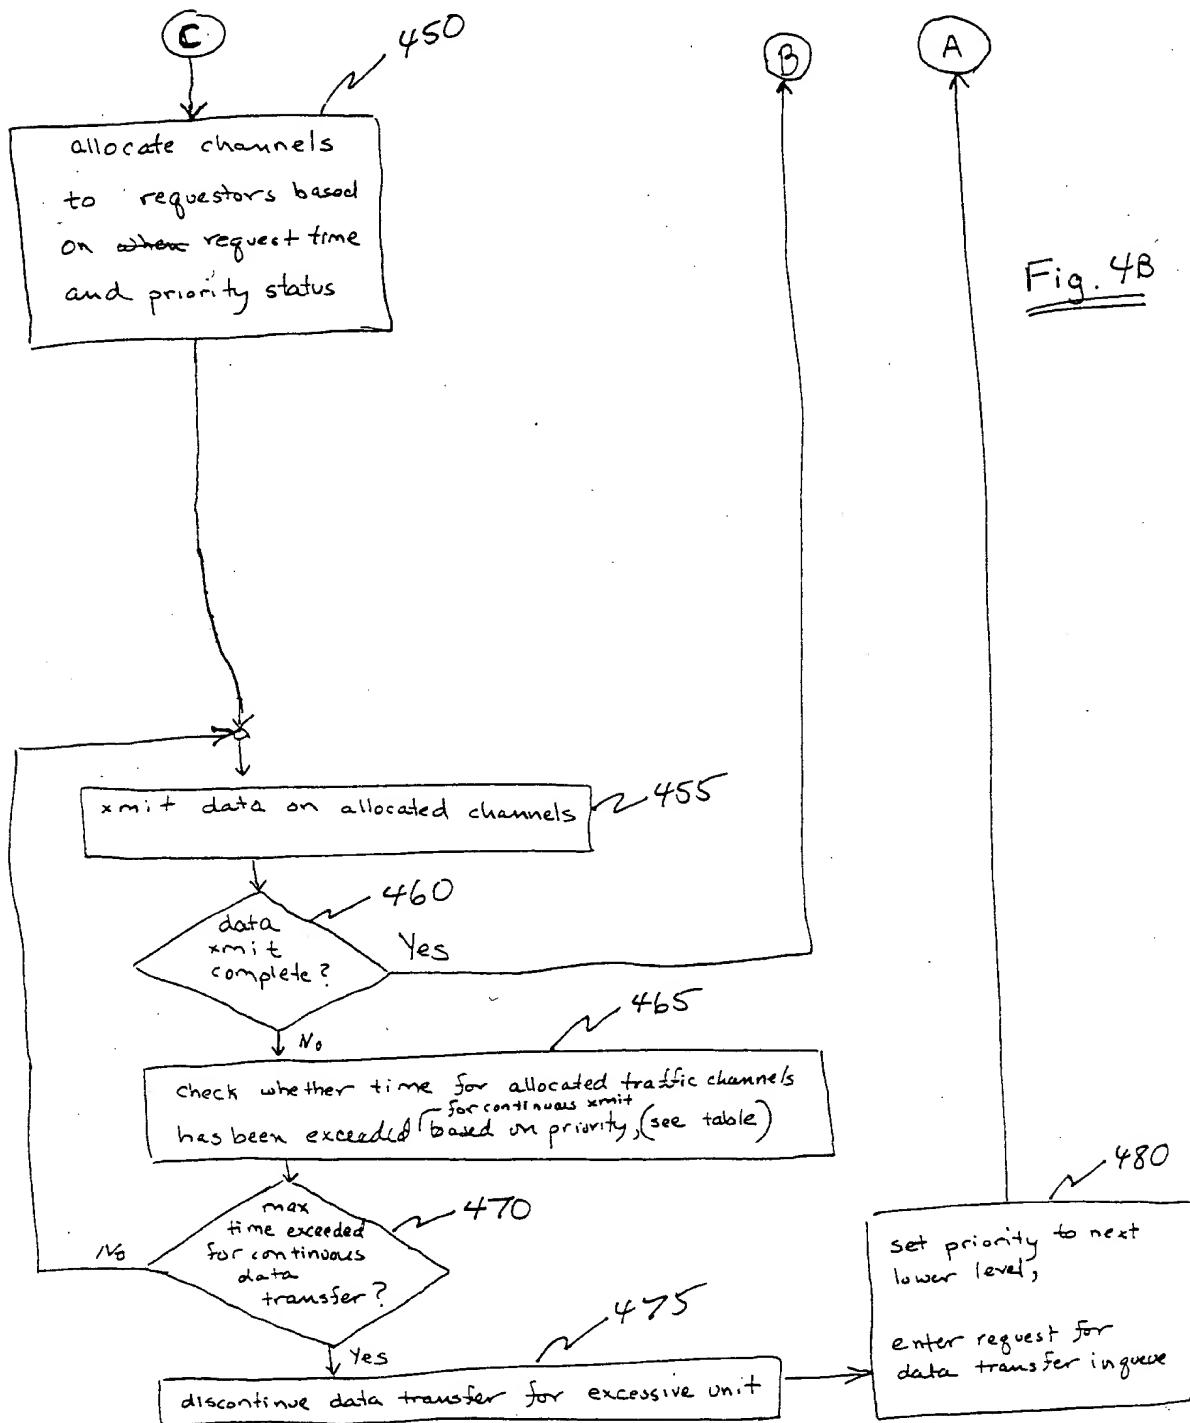 C
450
B
A
allocate channels
to requestors based
on when request time
and priority status
Fig. 4B
xmit data on allocated channels
455
460
data
xmit
complete?
Yes
No
465
check whether time for allocated traffic channels
for continuous xmit
has been exceeded based on priority, (see table)
470
max
time exceeded
for continuous
data
transfer?
No
Yes
475
discontinue data transfer for excessive unit
480
set priority to next
lower level,
enter request for
data transfer in queue